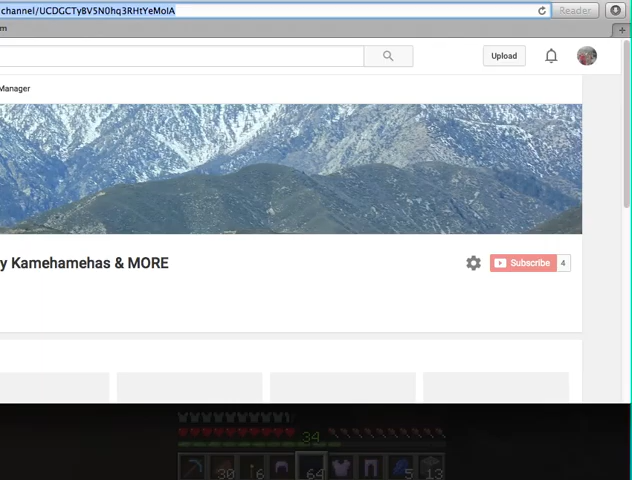 channel/UCDGCTyBV5N0hq3RHtYeMoIA
Reader
m
Upload
Manager
y Kamehamehas & MORE
Subscribe 4
34
30 6 64 5 13